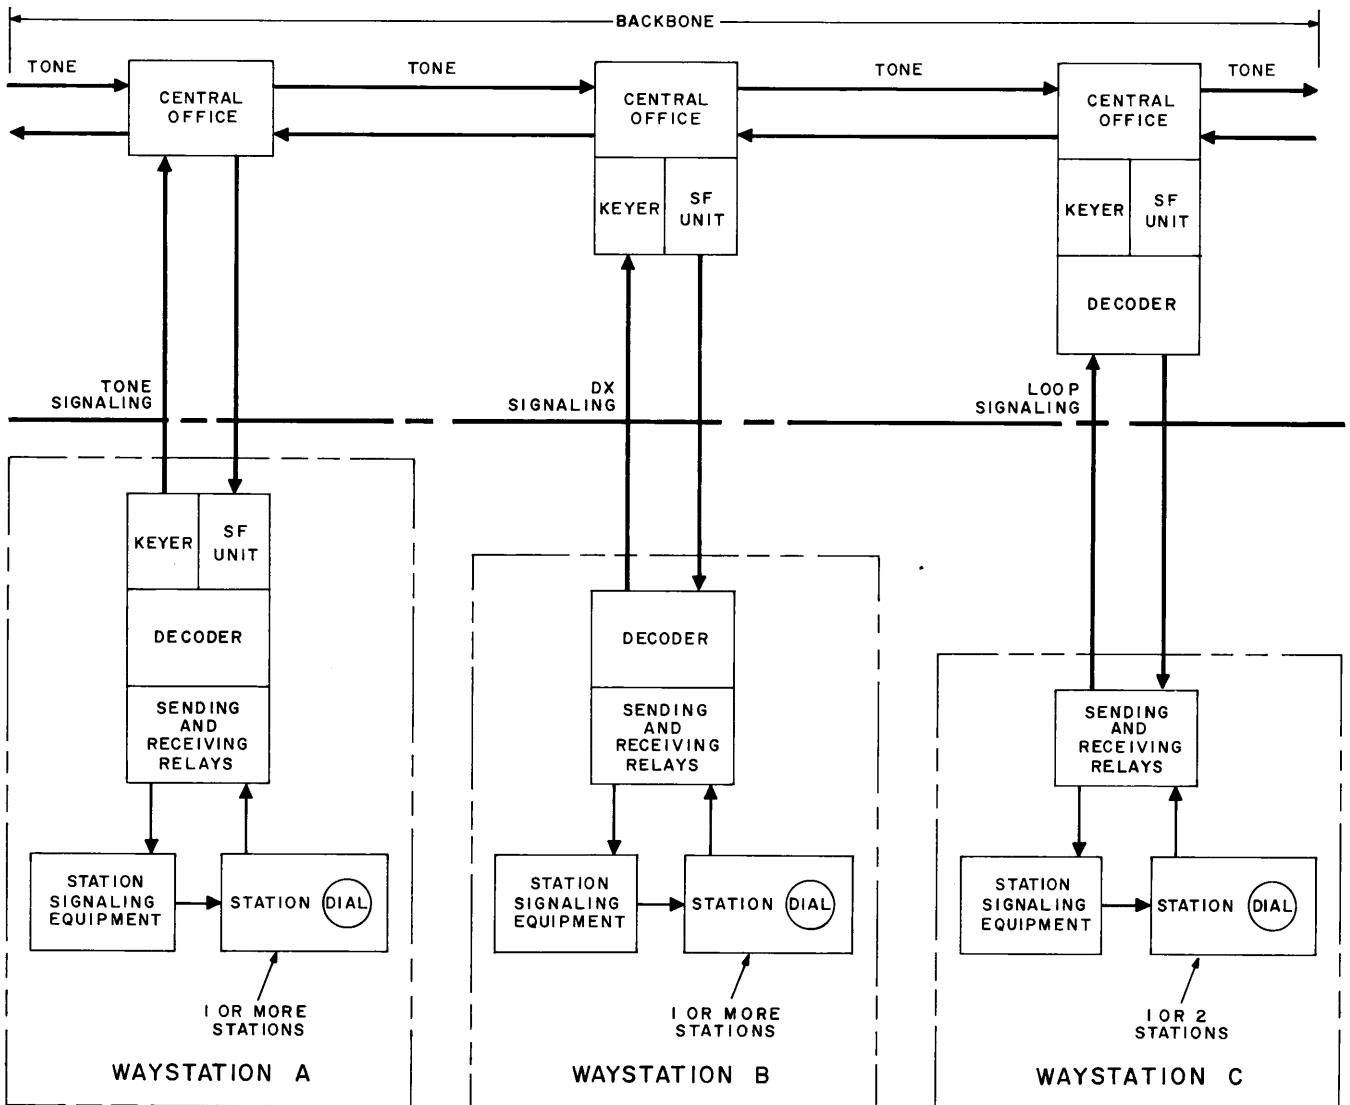 BACKBONE
TONE
TONE
TONE
TONE
CENTRAL
OFFICE
CENTRAL
OFFICE
CENTRAL
OFFICE
KEYER
SF
UNIT
KEYER
SF
UNIT
DECODER
TONE
SIGNALING
DX
SIGNALING
LOOP
SIGNALING
KEYER
SF
UNIT
DECODER
SENDING
AND
RECEIVING
RELAYS
STATION
SIGNALING
EQUIPMENT
STATION
DIAL
1 OR MORE
STATIONS
WAYSTATION A
DECODER
SENDING
AND
RECEIVING
RELAYS
STATION
SIGNALING
EQUIPMENT
STATION
DIAL
1 OR MORE
STATIONS
WAYSTATION B
SENDING
AND
RECEIVING
RELAYS
STATION
SIGNALING
EQUIPMENT
STATION
DIAL
1 OR 2
STATIONS
WAYSTATION C